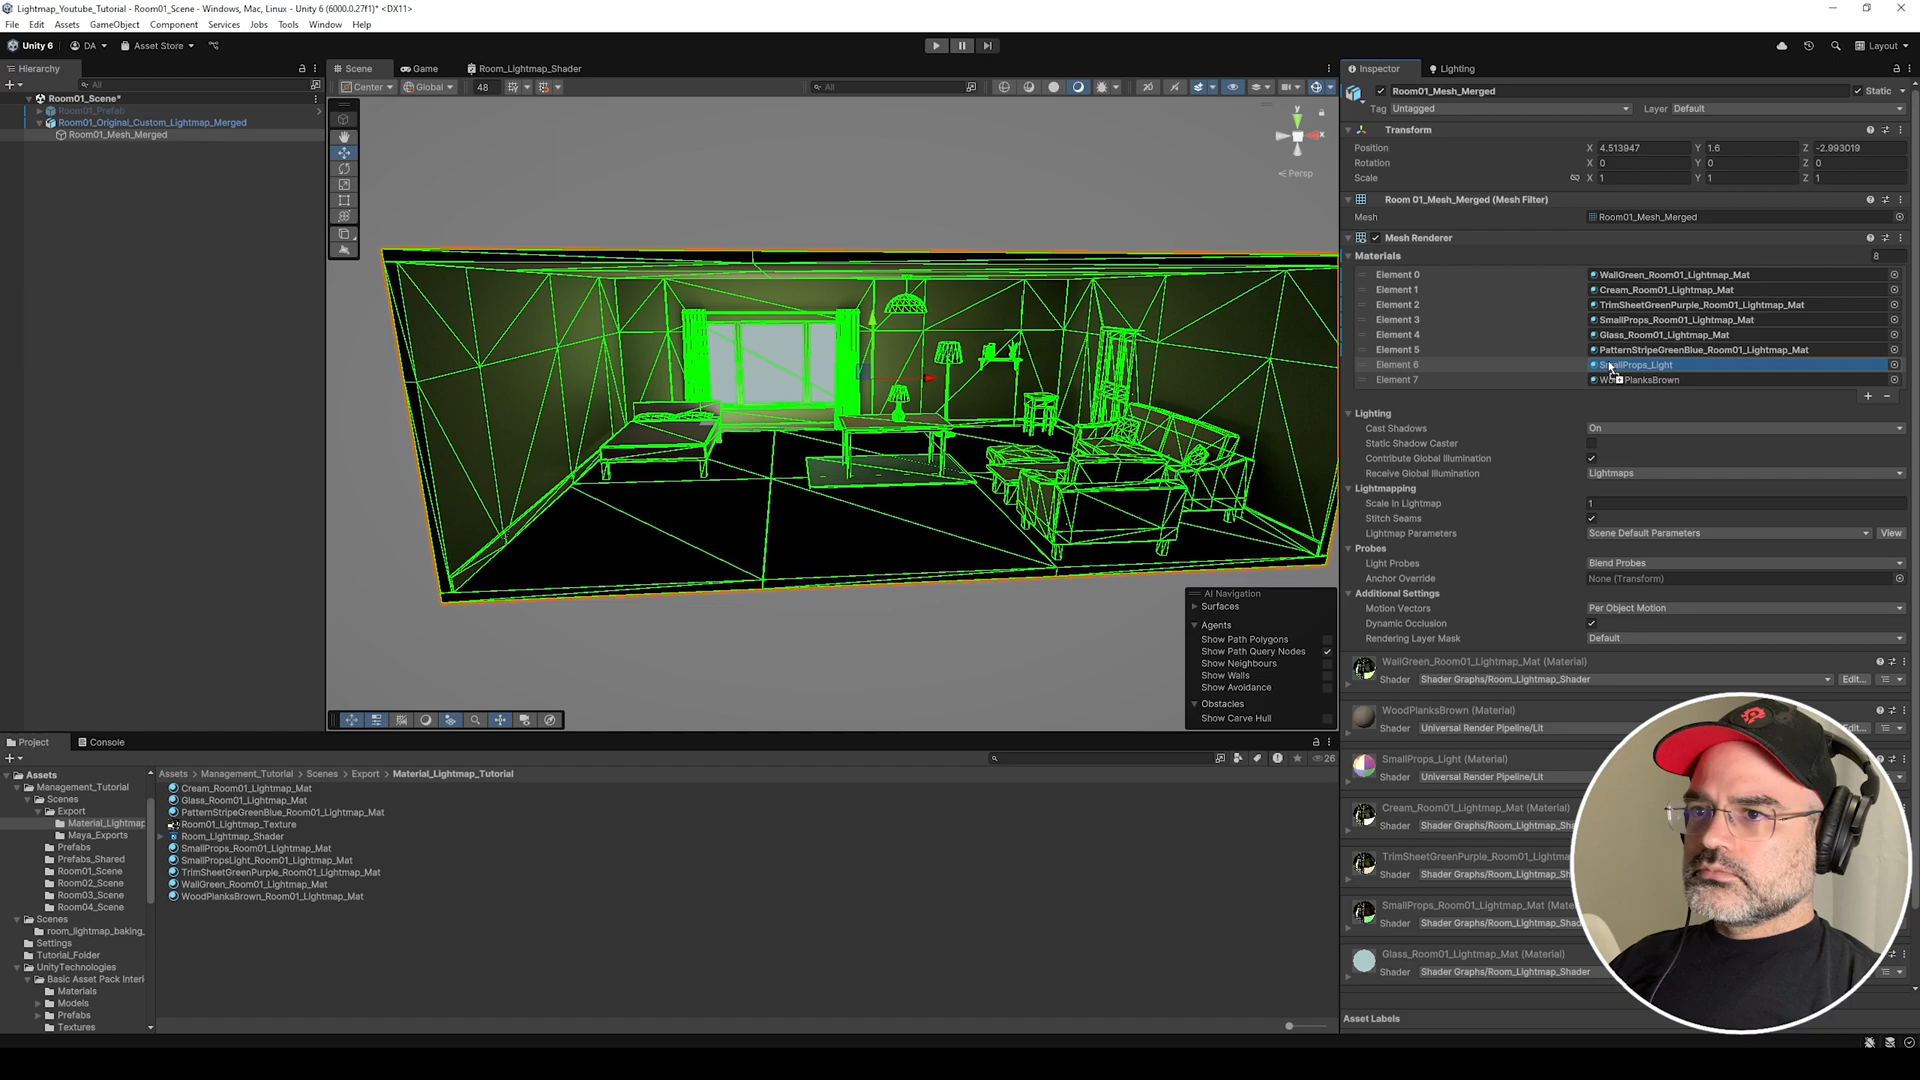 Lightmap_Youtube_Tutorial - Room01_Scene - Windows, Mac, Linux - Unity 6 (6000.0.27f1)* <DX11>
File Edit Assets GameObject Component Services Jobs Tools Window Help
Unity 6 DA Asset Store Layout
Hierarchy
All
Room01_Scene*
Room01_Prefab
Room01_Original_Custom_Lightmap_Merged
Room01_Mesh_Merged
Scene Game Room_Lightmap_Shader
Center Global 48 All 2D
y
x
Persp
AI Navigation
Surfaces
Agents
Show Path Polygons
Show Path Query Nodes
Show Neighbours
Show Walls
Show Avoidance
Obstacles
Show Carve Hull
Inspector Lighting
Room01_Mesh_Merged Static
Tag Untagged Layer Default
Transform
Position X 4.513947 Y 1.6 Z -2.993019
Rotation X 0 Y 0 Z 0
Scale X 1 Y 1 Z 1
Room 01_Mesh_Merged (Mesh Filter)
Mesh Room01_Mesh_Merged
Mesh Renderer
Materials 8
Element 0 WallGreen_Room01_Lightmap_Mat
Element 1 Cream_Room01_Lightmap_Mat
Element 2 TrimSheetGreenPurple_Room01_Lightmap_Mat
Element 3 SmallProps_Room01_Lightmap_Mat
Element 4 Glass_Room01_Lightmap_Mat
Element 5 PatternStripeGreenBlue_Room01_Lightmap_Mat
Element 6 SmallProps_Light
Element 7 WoodPlanksBrown
Lighting
Cast Shadows On
Static Shadow Caster
Contribute Global Illumination
Receive Global Illumination Lightmaps
Lightmapping
Scale In Lightmap 1
Stitch Seams
Lightmap Parameters Scene Default Parameters View
Probes
Light Probes Blend Probes
Anchor Override None (Transform)
Additional Settings
Motion Vectors Per Object Motion
Dynamic Occlusion
Rendering Layer Mask Default
WallGreen_Room01_Lightmap_Mat (Material)
Shader Shader Graphs/Room_Lightmap_Shader Edit...
WoodPlanksBrown (Material)
Shader Universal Render Pipeline/Lit
SmallProps_Light (Material)
Shader Universal Render Pipeline/Lit
Cream_Room01_Lightmap_Mat (Material)
Shader Shader Graphs/Room_Lightmap_Sha
TrimSheetGreenPurple_Room01_Lightma
Shader Shader Graphs/Room_Lightmap_Sha
SmallProps_Room01_Lightmap_Mat (Mate
Shader Shader Graphs/Room_Lightmap_Shad
Glass_Room01_Lightmap_Mat (Material)
Shader Shader Graphs/Room_Lightmap_Shader
Asset Labels
Project Console
26
Assets
Management_Tutorial
Scenes
Export
Material_Lightmap
Maya_Exports
Prefabs
Prefabs_Shared
Room01_Scene
Room02_Scene
Room03_Scene
Room04_Scene
Scenes
room_lightmap_baking_
Settings
Tutorial_Folder
UnityTechnologies
Basic Asset Pack Interi
Materials
Models
Prefabs
Textures
Assets > Management_Tutorial > Scenes > Export > Material_Lightmap_Tutorial
Cream_Room01_Lightmap_Mat
Glass_Room01_Lightmap_Mat
PatternStripeGreenBlue_Room01_Lightmap_Mat
Room01_Lightmap_Texture
Room_Lightmap_Shader
SmallProps_Room01_Lightmap_Mat
SmallPropsLight_Room01_Lightmap_Mat
TrimSheetGreenPurple_Room01_Lightmap_Mat
WallGreen_Room01_Lightmap_Mat
WoodPlanksBrown_Room01_Lightmap_Mat